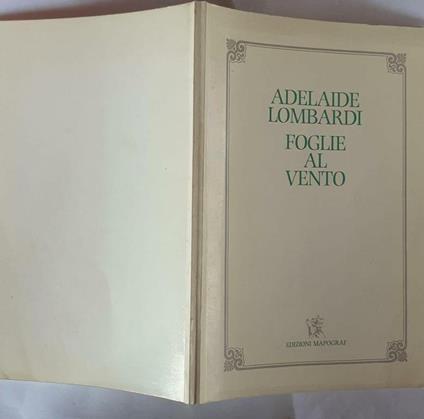 ADELAIDE
LOMBARDI
FOGLIE
AL
VENTO
EDIZIONI MAPOGRAF